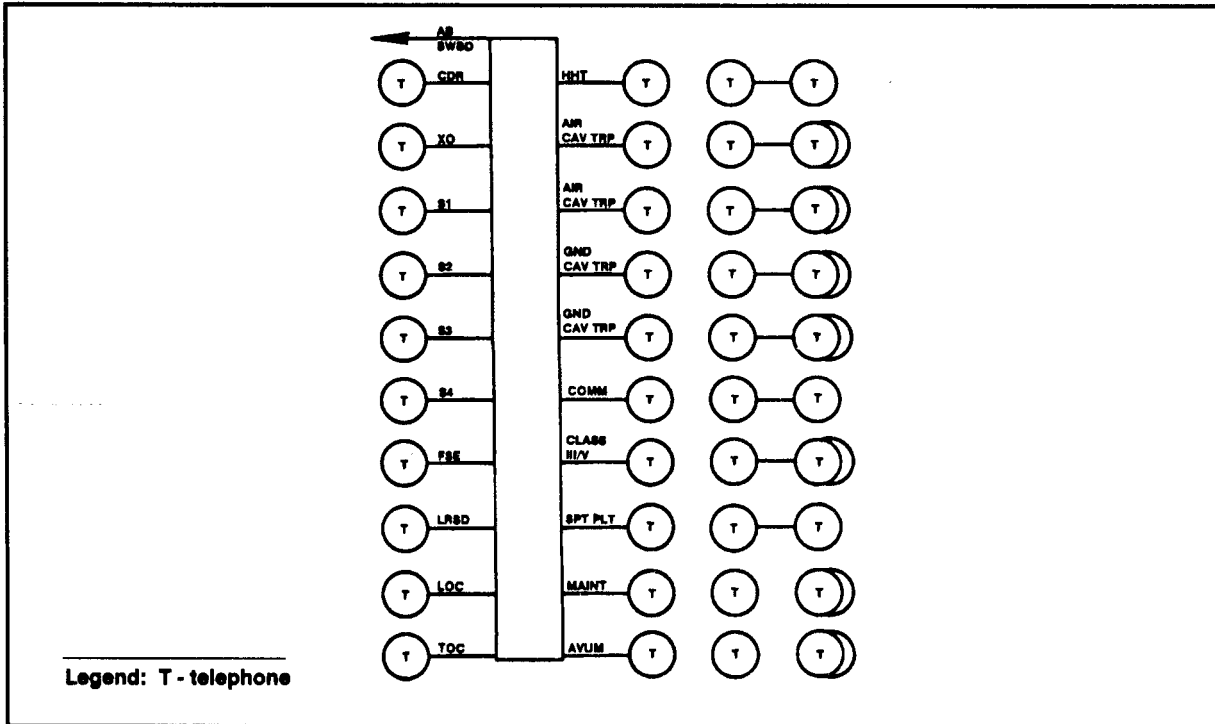 AB
SWBD
T CDR HHT T T T
T XO AIR
CAV TRP T T T
T S1 AIR
CAV TRP T T T
T S2 GND
CAV TRP T T T
T S3 GND
CAV TRP T T T
T S4 COMM T T T
T FSE CLASS
III/V T T T
T LRSD SPT PLT T T T
T LOC MAINT T T T
T TOC AVUM T T T
Legend: T - telephone